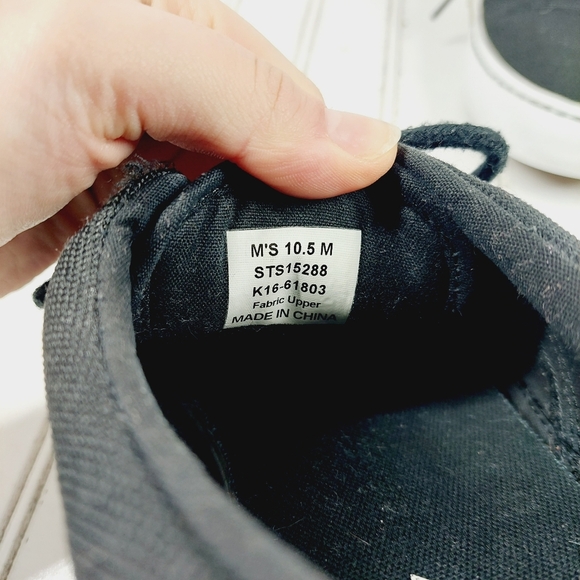 M'S 10.5 M
STS15288
K16-61803
Fabric Upper
MADE IN CHINA